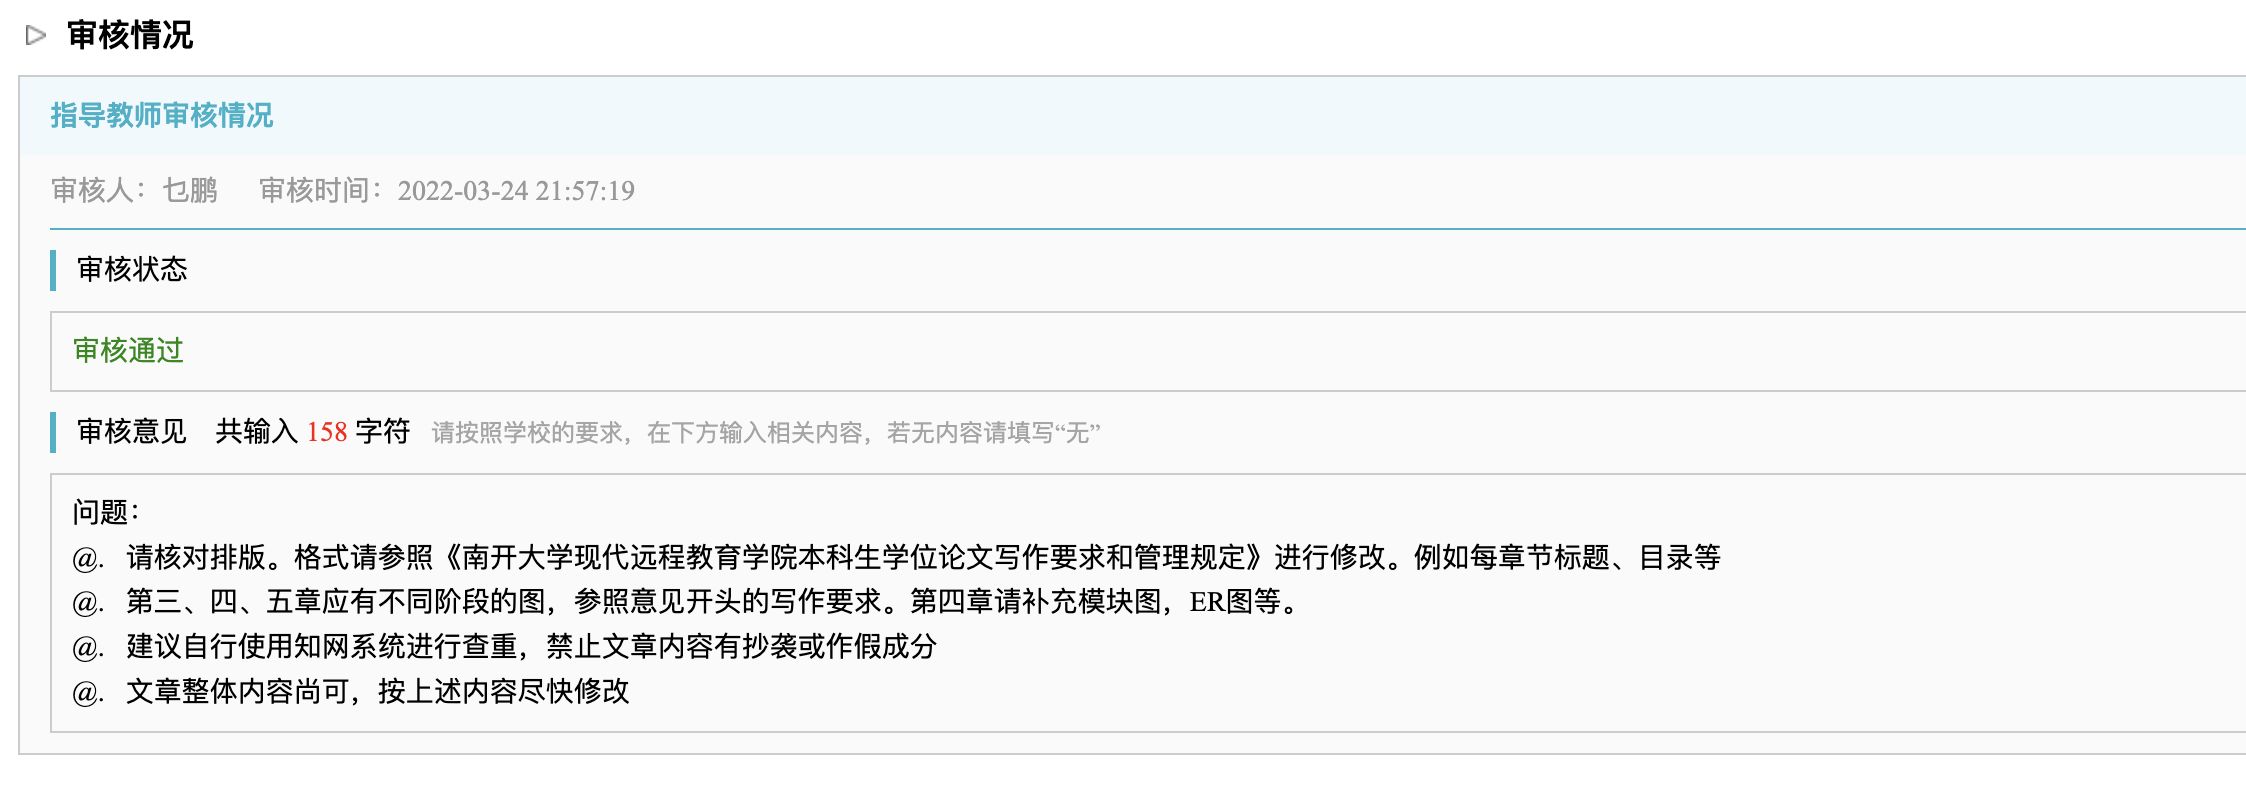 审核情况
指导教师审核情况
审核人：乜鹏 审核时间：2022-03-24 21:57:19
审核状态
审核通过
审核意见 共输入 158 字符 请按照学校的要求，在下方输入相关内容，若无内容请填写“无”
问题：
@. 请核对排版。格式请参照《南开大学现代远程教育学院本科生学位论文写作要求和管理规定》进行修改。例如每章节标题、目录等
@. 第三、四、五章应有不同阶段的图，参照意见开头的写作要求。第四章请补充模块图，ER图等。
@. 建议自行使用知网系统进行查重，禁止文章内容有抄袭或作假成分
@. 文章整体内容尚可，按上述内容尽快修改